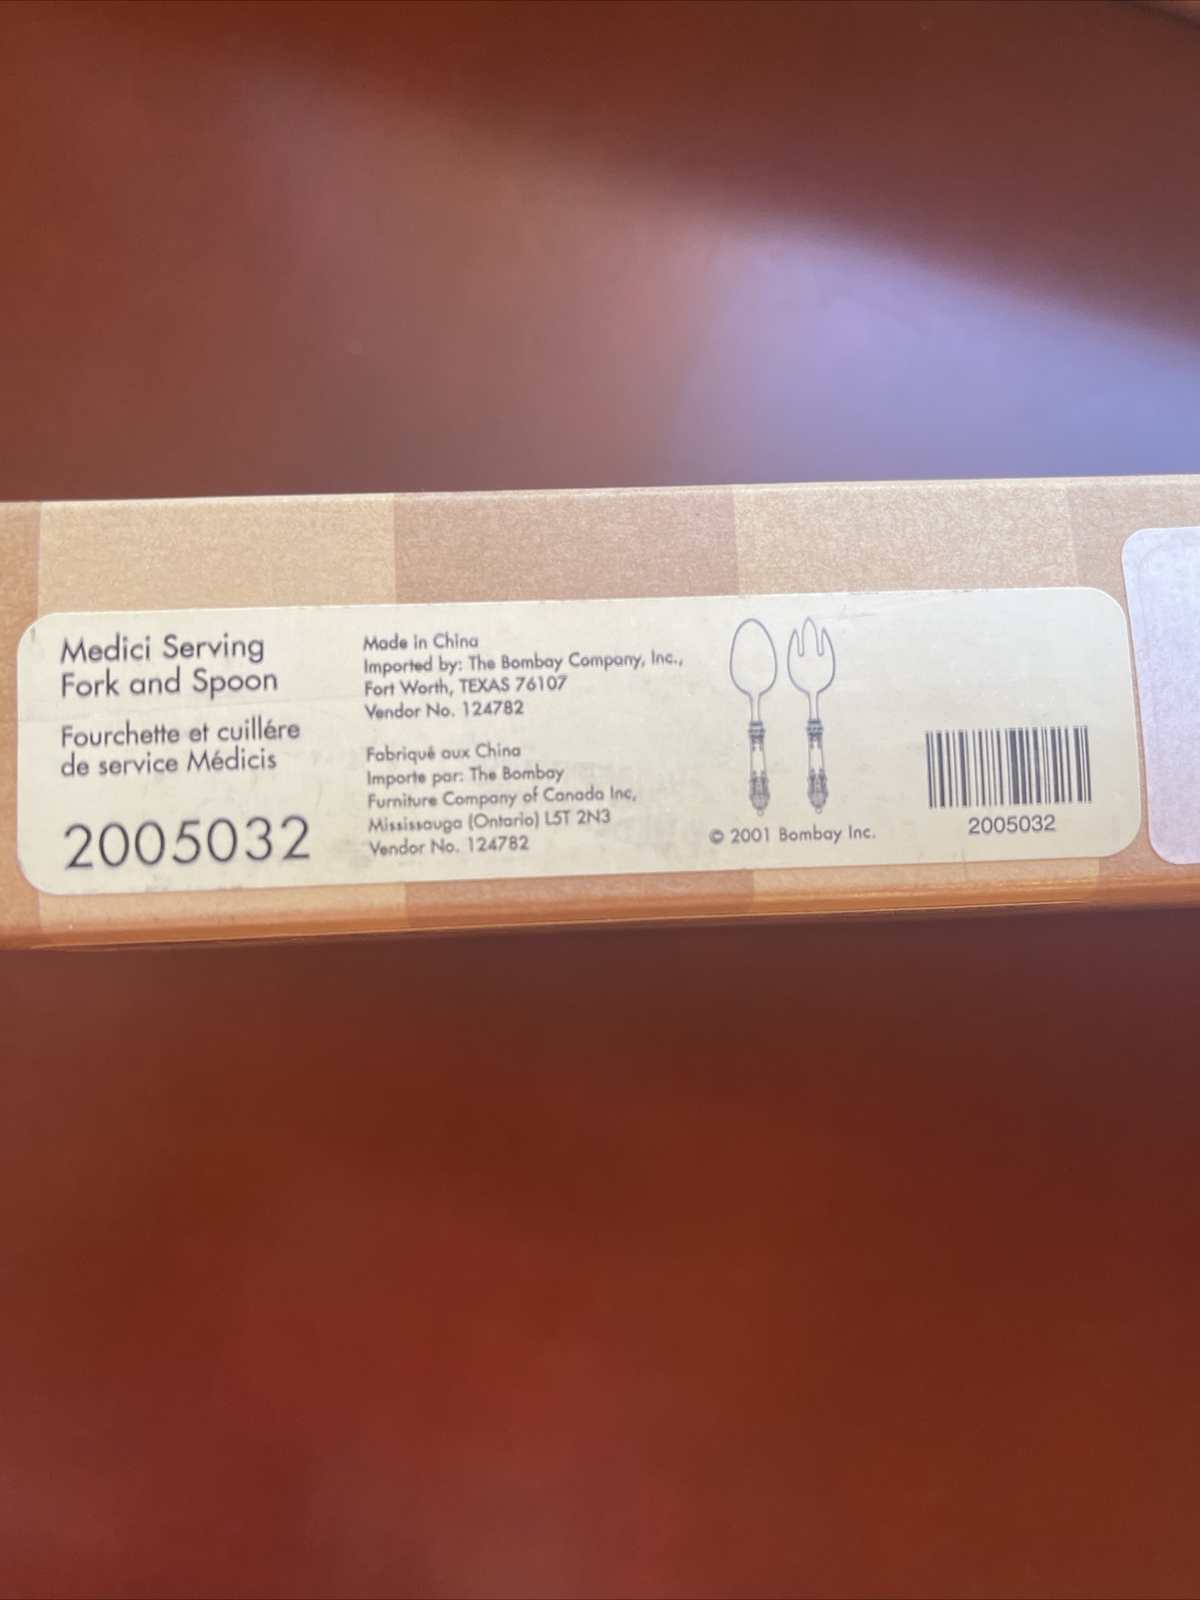 Medici Serving
Fork and Spoon
Fourchette et cuillére
de service Médicis
2005032
Made in China
Imported by: The Bombay Company, Inc.,
Fort Worth, TEXAS 76107
Vendor No. 124782
Fabriqué aux China
Importe par: The Bombay
Furniture Company of Canada Inc,
Mississauga (Ontario) L5T 2N3
Vendor No. 124782
© 2001 Bombay Inc.
2005032